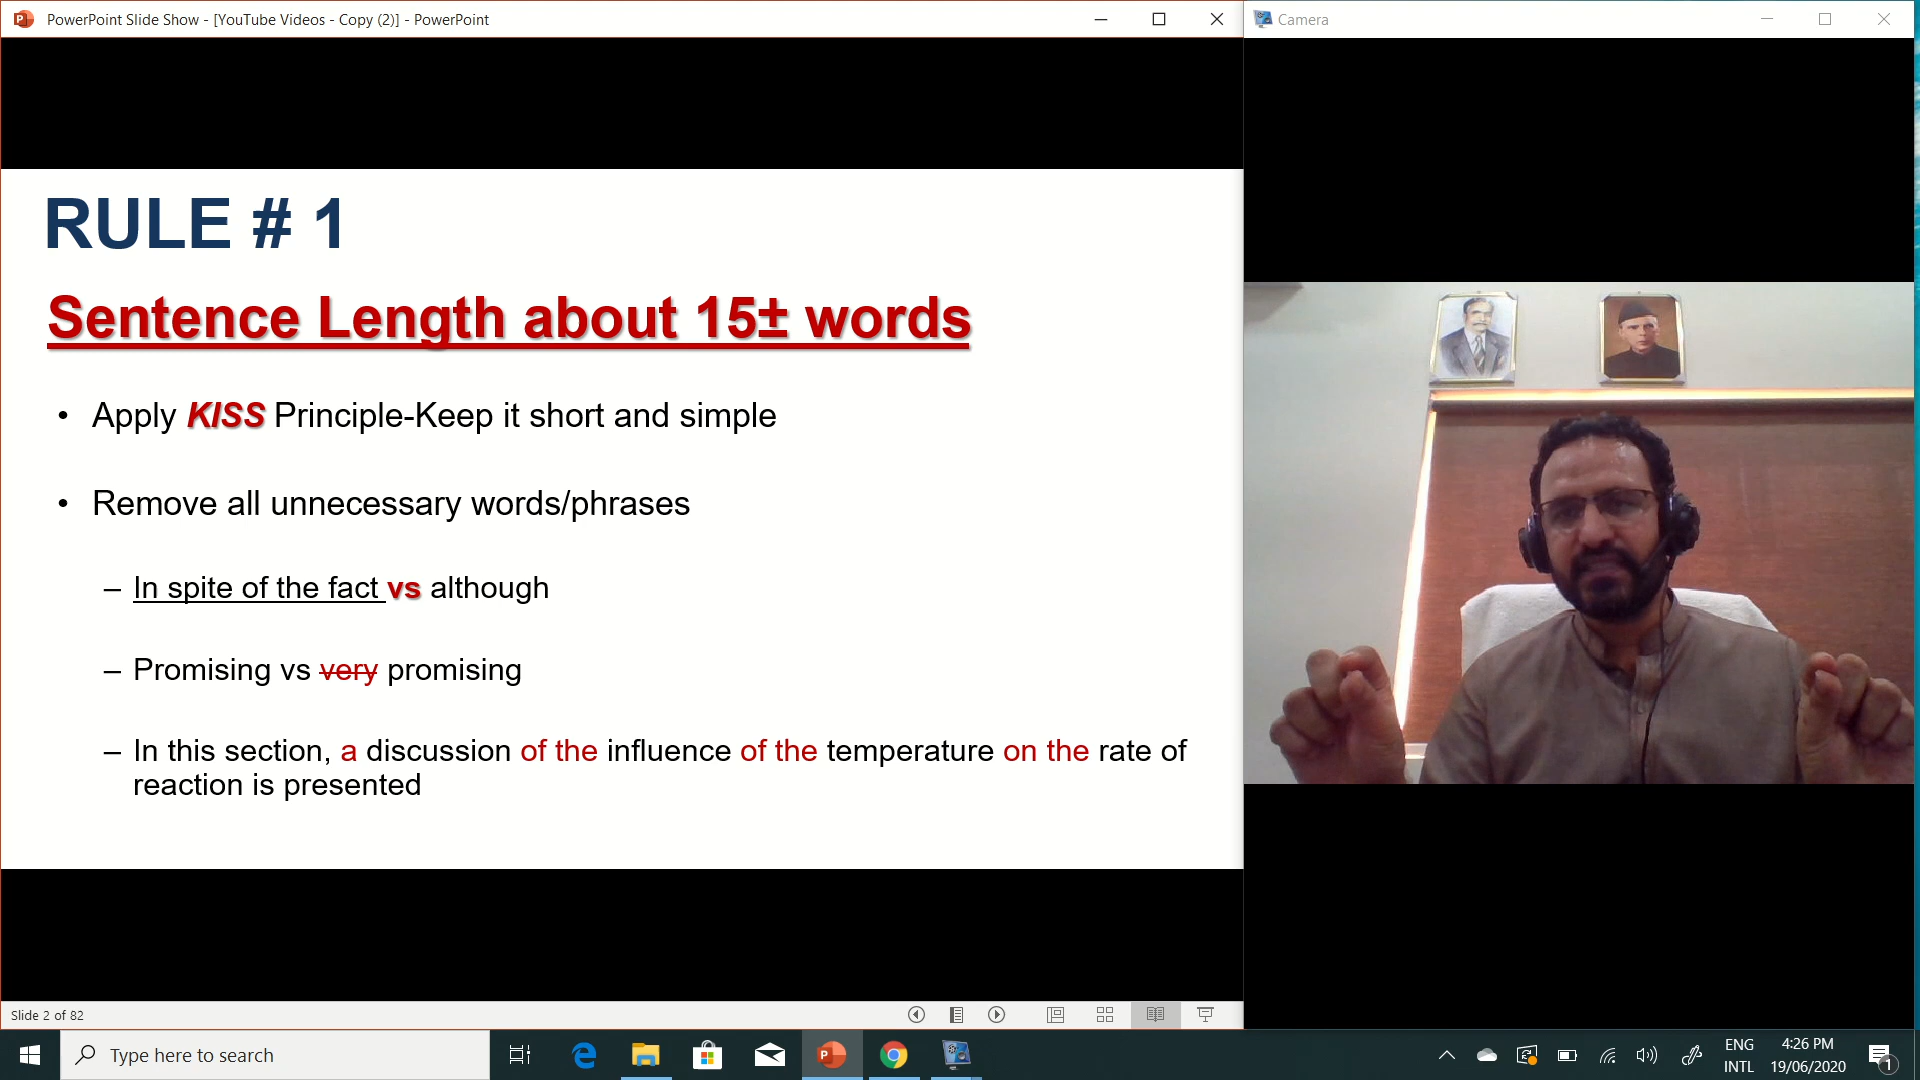 PowerPoint Slide Show - [YouTube Videos - Copy (2)] - PowerPoint
Camera
RULE # 1
Sentence Length about 15± words
• Apply KISS Principle-Keep it short and simple
• Remove all unnecessary words/phrases
– In spite of the fact vs although
– Promising vs very promising
– In this section, a discussion of the influence of the temperature on the rate of
reaction is presented
Slide 2 of 82
Type here to search
ENG
INTL
4:26 PM
19/06/2020
1